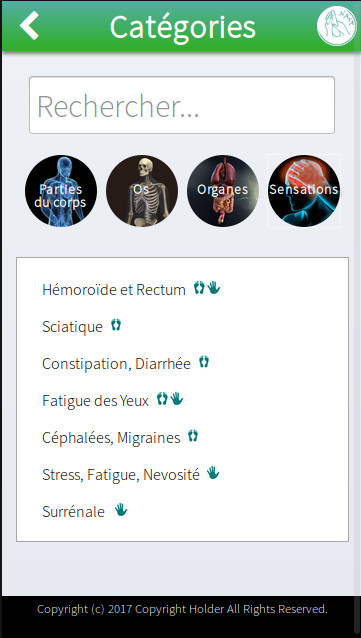 Catégories
Rechercher...
Parties
du corps
Os
Organes
Sensations
Hémoroïde et Rectum
Sciatique
Constipation, Diarrhée
Fatigue des Yeux
Céphalées, Migraines
Stress, Fatigue, Nevosité
Surrénale
Copyright (c) 2017 Copyright Holder All Rights Reserved.